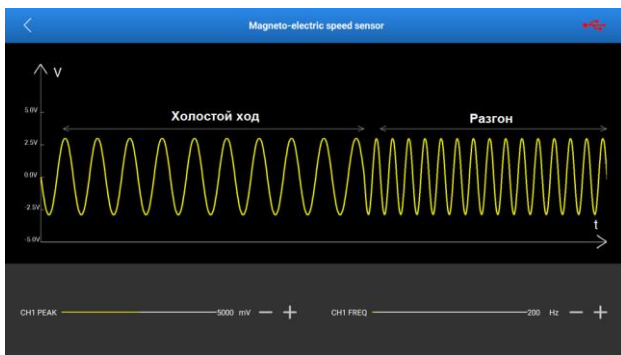 Magneto-electric speed sensor
V
5.0V
Холостой ход
Разгон
2.5V
0.0V
-2.5V
t
-5.0V
CH1 PEAK 5000 mV — +
CH1 FREQ 200 Hz — +